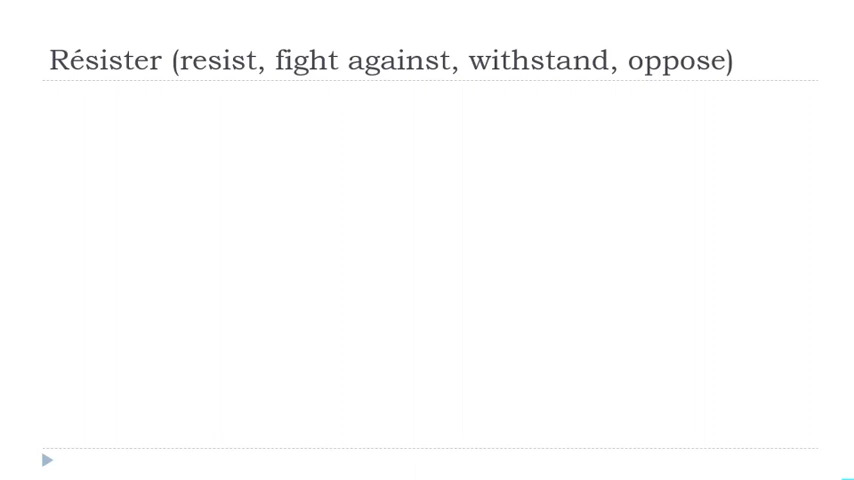 Résister (resist, fight against, withstand, oppose)